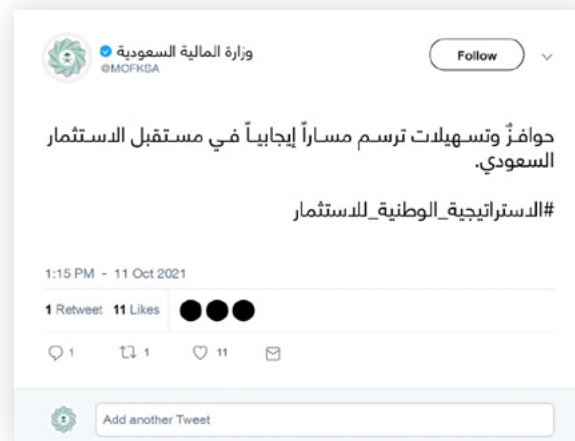 وزارة المالية السعودية
@MOFKSA
Follow
حوافزٌ وتسهيلات ترسم مساراً إيجابيـاً في مستقبل الاستثمار
السعودي.
#الاستراتيجية_الوطنية_للاستثمار
1:15 PM - 11 Oct 2021
1 Retweet 11 Likes
1 1 11
Add another Tweet